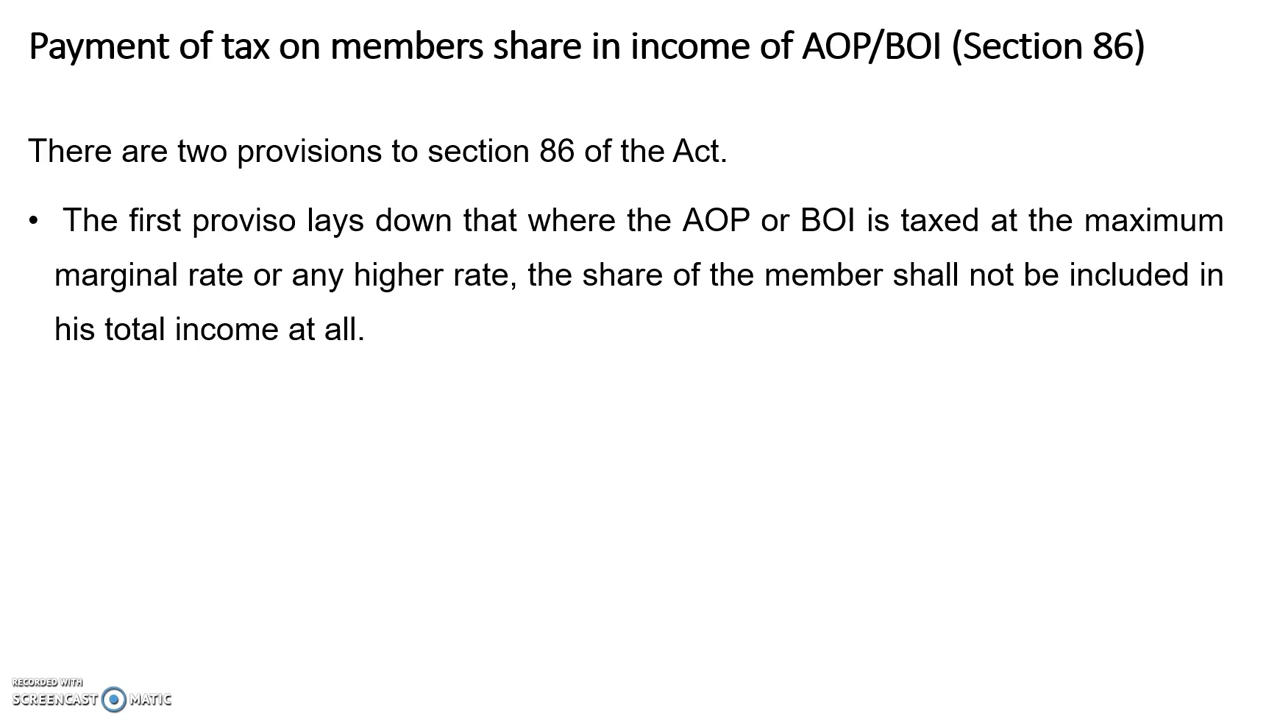 Payment of tax on members share in income of AOP/BOI (Section 86)
There are two provisions to section 86 of the Act.
• The first proviso lays down that where the AOP or BOI is taxed at the maximum
marginal rate or any higher rate, the share of the member shall not be included in
his total income at all.
RECORDED WITH
SCREENCAST MATIC